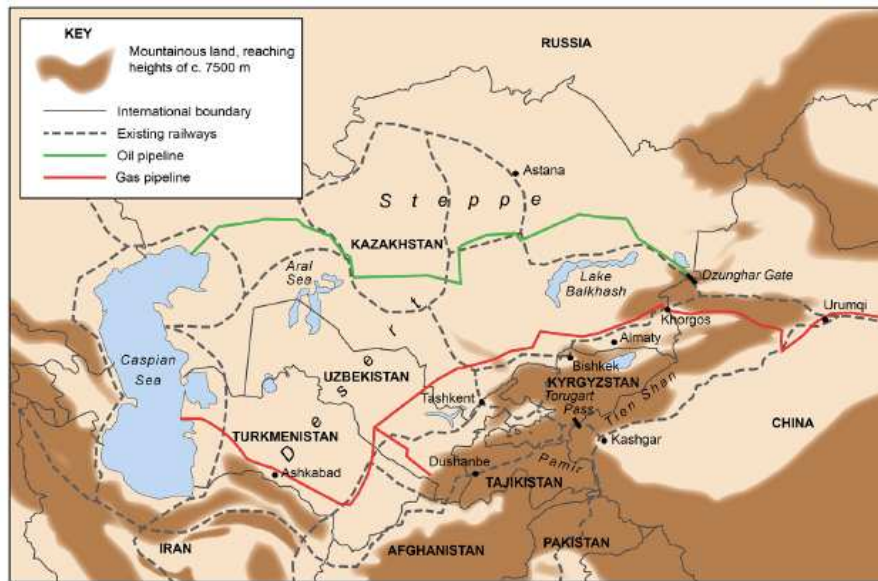 KEY
Mountainous land, reaching
heights of c. 7500 m
International boundary
Existing railways
Oil pipeline
Gas pipeline
RUSSIA
Astana
Steppe
KAZAKHSTAN
Aral
Sea
Lake
Balkhash
Dzunghar Gate
Khorgos
Urumqi
Almaty
Caspian
Sea
Bishkek
UZBEKISTAN
KYRGYZSTAN
Tashkent
Torugart
Pass
Tien Shan
TURKMENISTAN
Desert
CHINA
Kashgar
Ashkabad
Dushanbe
Pamir
TAJIKISTAN
IRAN
AFGHANISTAN
PAKISTAN